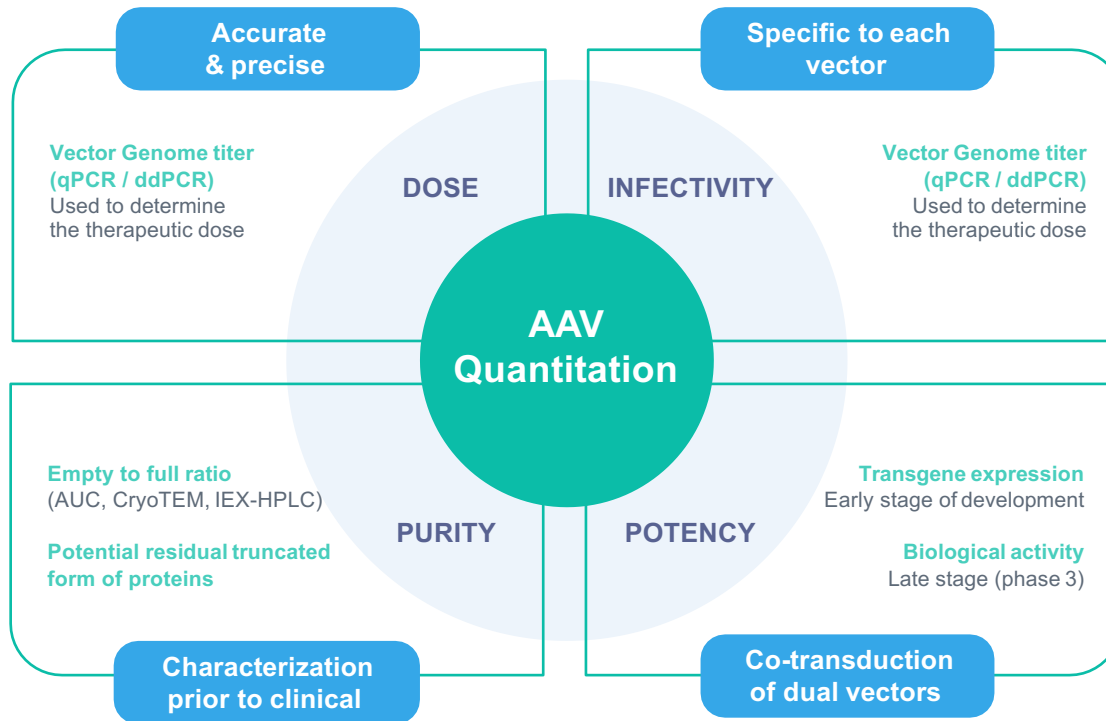 Accurate
& precise
Specific to each
vector
Vector Genome titer
(qPCR / ddPCR)
Used to determine
the therapeutic dose
DOSE
INFECTIVITY
Vector Genome titer
(qPCR / ddPCR)
Used to determine
the therapeutic dose
AAV
Quantitation
Empty to full ratio
(AUC, CryoTEM, IEX-HPLC)
Potential residual truncated
form of proteins
PURITY
POTENCY
Transgene expression
Early stage of development
Biological activity
Late stage (phase 3)
Characterization
prior to clinical
Co-transduction
of dual vectors